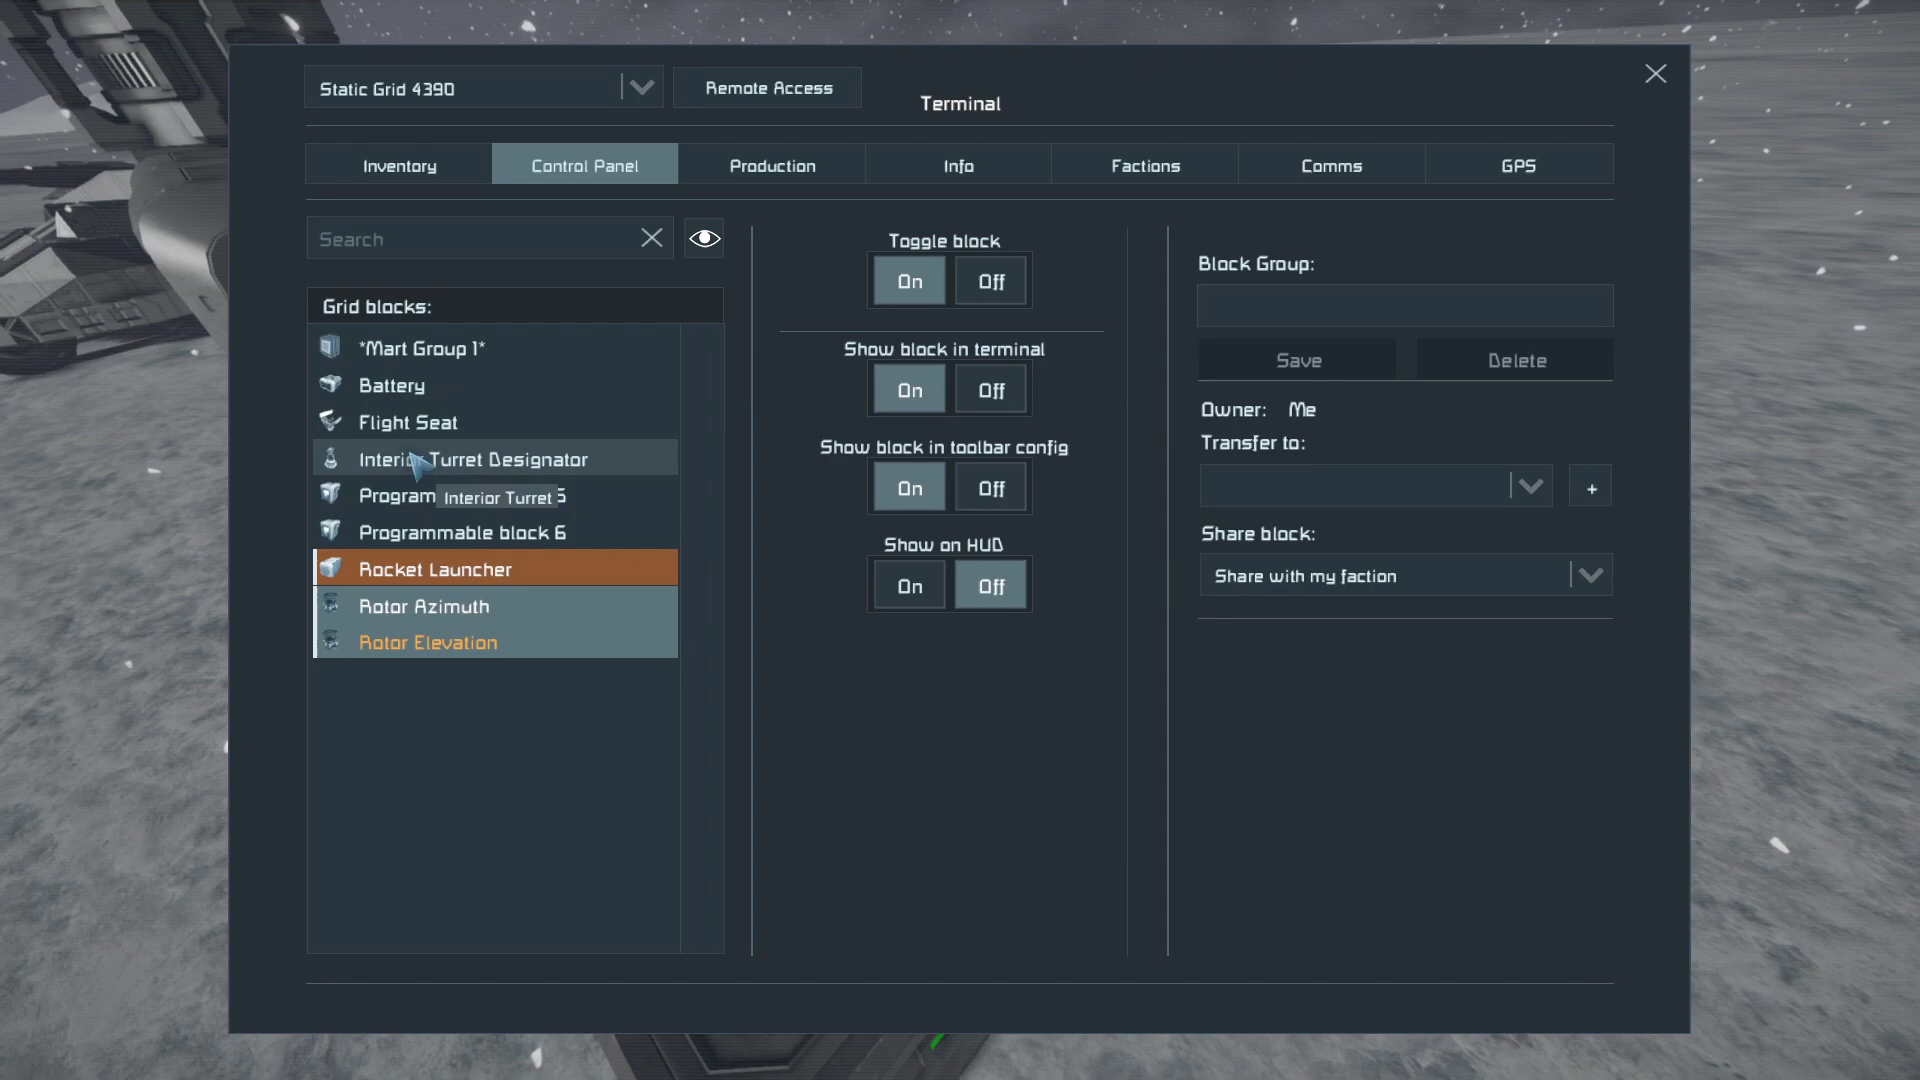 Static Grid 4390
Remote Access
Terminal
Inventory
Control Panel
Production
Info
Factions
Comms
GPS
Search
Grid blocks:
*Mart Group 1*
Battery
Flight Seat
Interior Turret Designator
Program
Interior Turret
Programmable block 6
Rocket Launcher
Rotor Azimuth
Rotor Elevation
Toggle block
On Off
Show block in terminal
On Off
Show block in toolbar config
On Off
Show on HUD
On Off
Block Group:
Save Delete
Owner: Me
Transfer to:
+
Share block:
Share with my faction